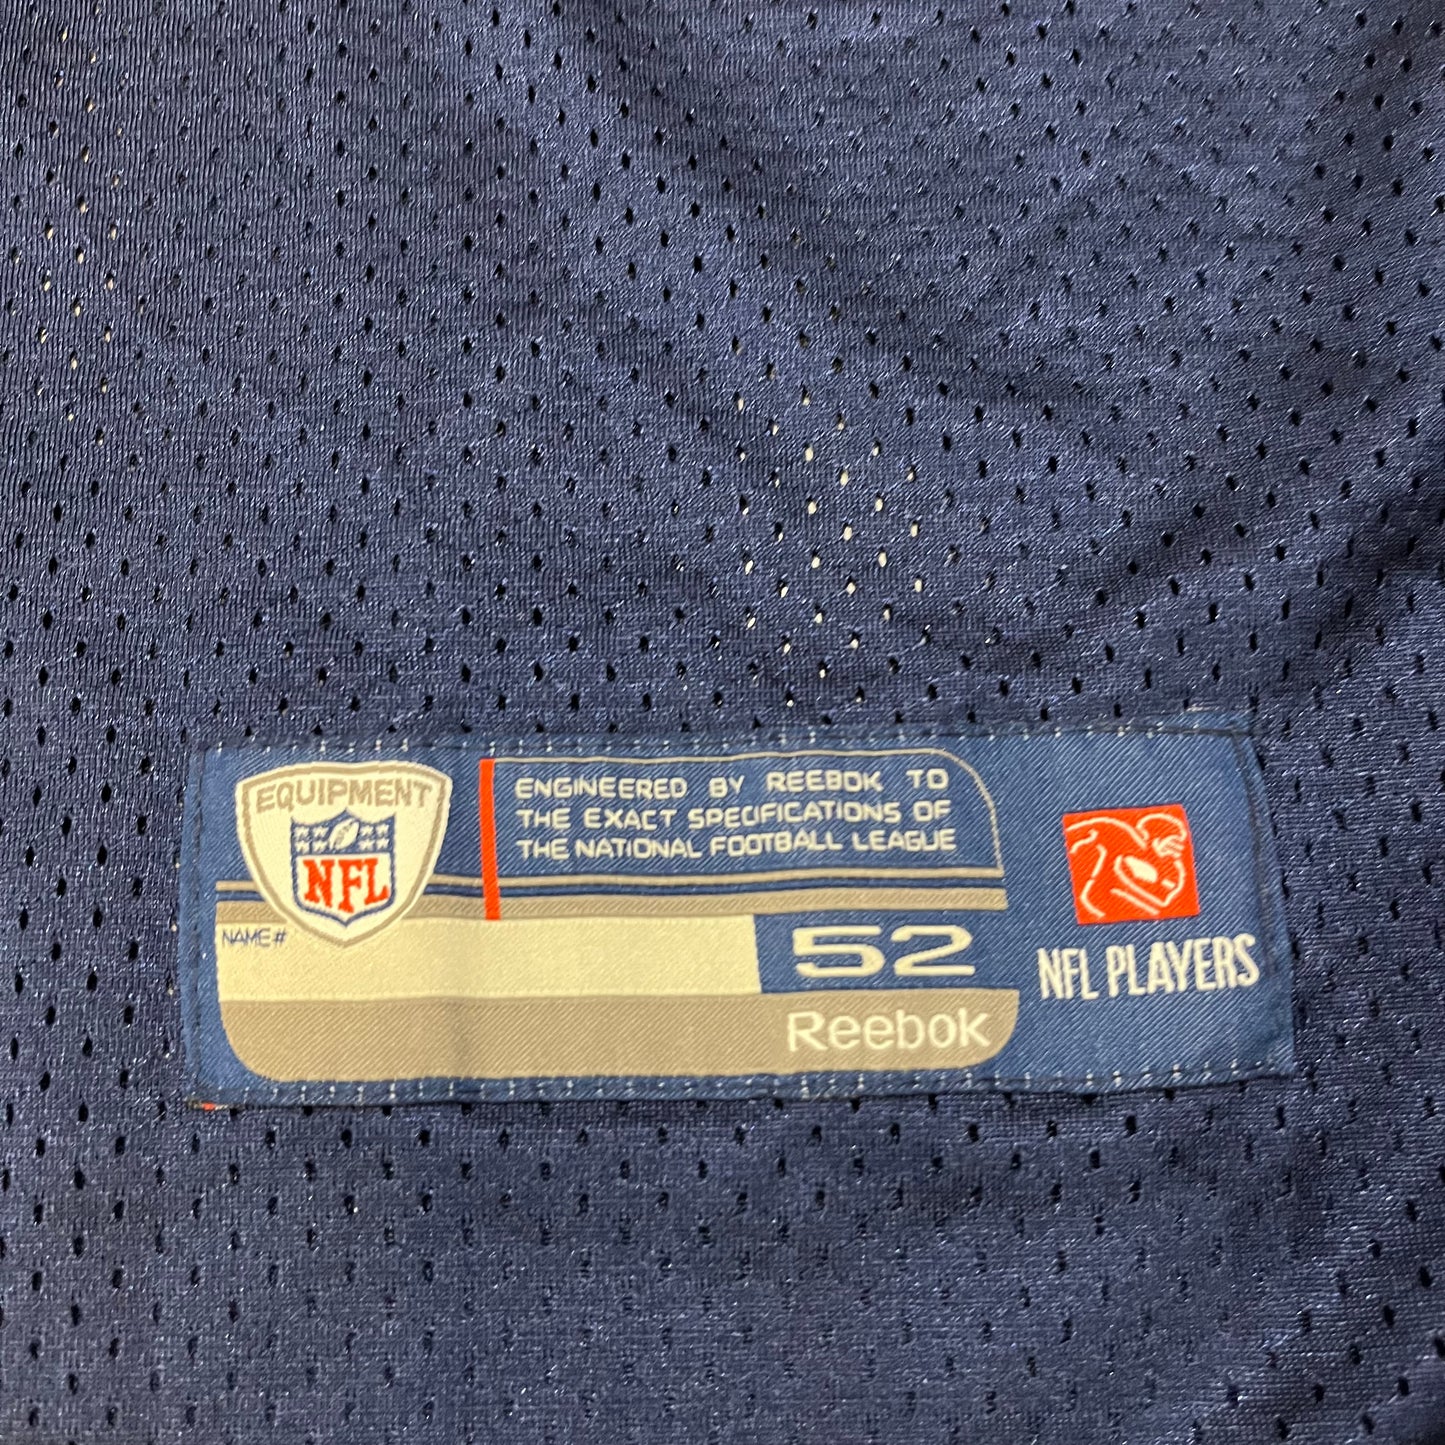 EQUIPMENT
NFL
ENGINEERED BY REEBOK TO
THE EXACT SPECIFICATIONS OF
THE NATIONAL FOOTBALL LEAGUE
NAME #
52
Reebok
NFL PLAYERS